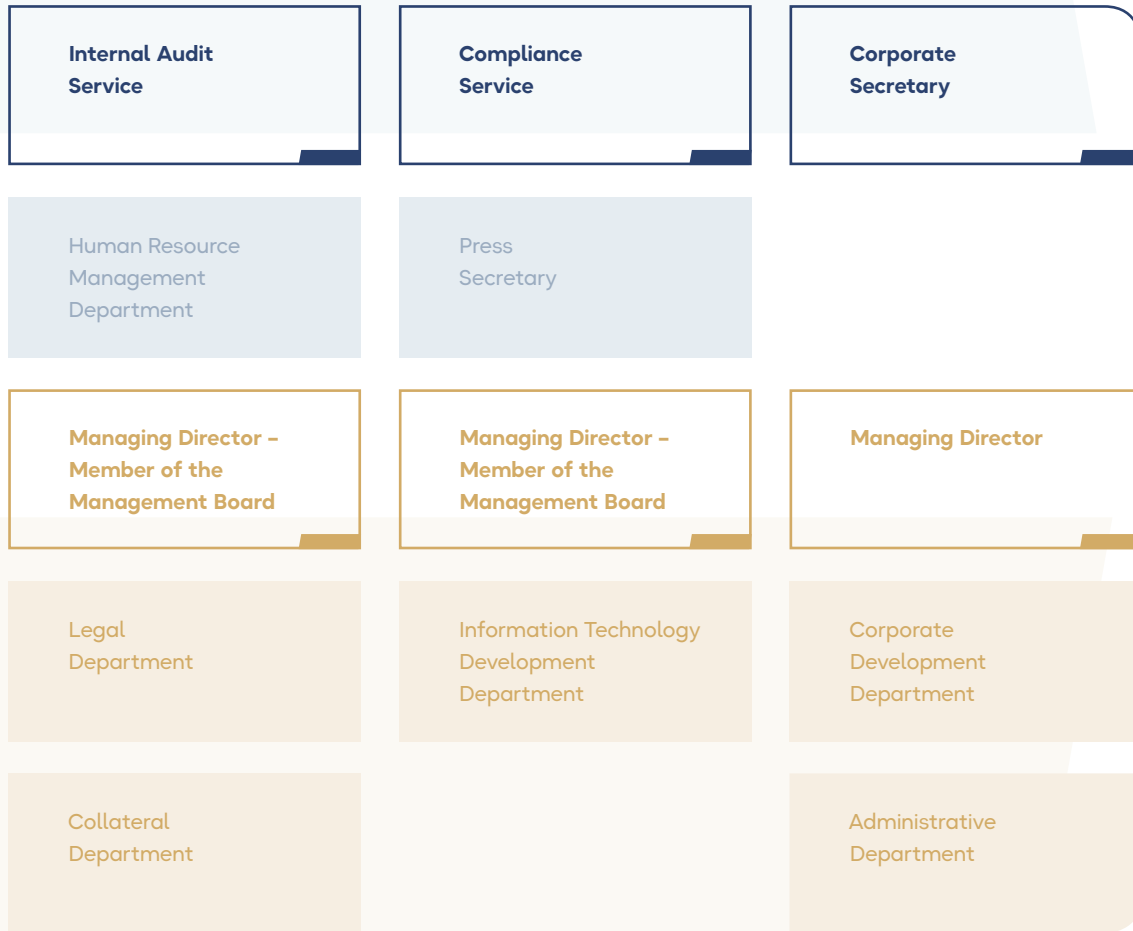 Internal Audit
Service
Compliance
Service
Corporate
Secretary
Human Resource
Management
Department
Press
Secretary
Managing Director –
Member of the
Management Board
Managing Director –
Member of the
Management Board
Managing Director
Legal
Department
Information Technology
Development
Department
Corporate
Development
Department
Collateral
Department
Administrative
Department